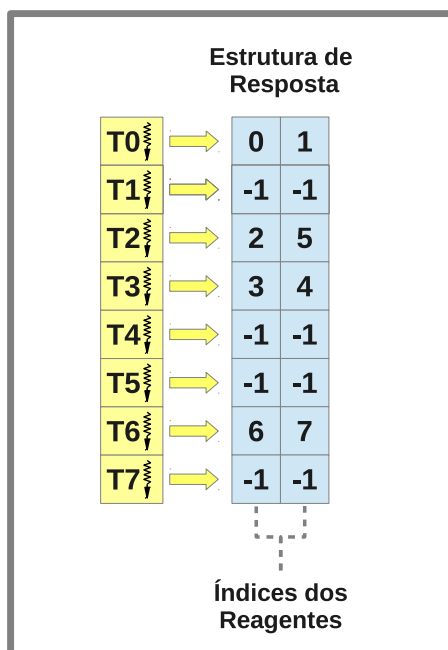 Estrutura de
Resposta
T0 0 1
T1 -1 -1
T2 2 5
T3 3 4
T4 -1 -1
T5 -1 -1
T6 6 7
T7 -1 -1
Índices dos
Reagentes